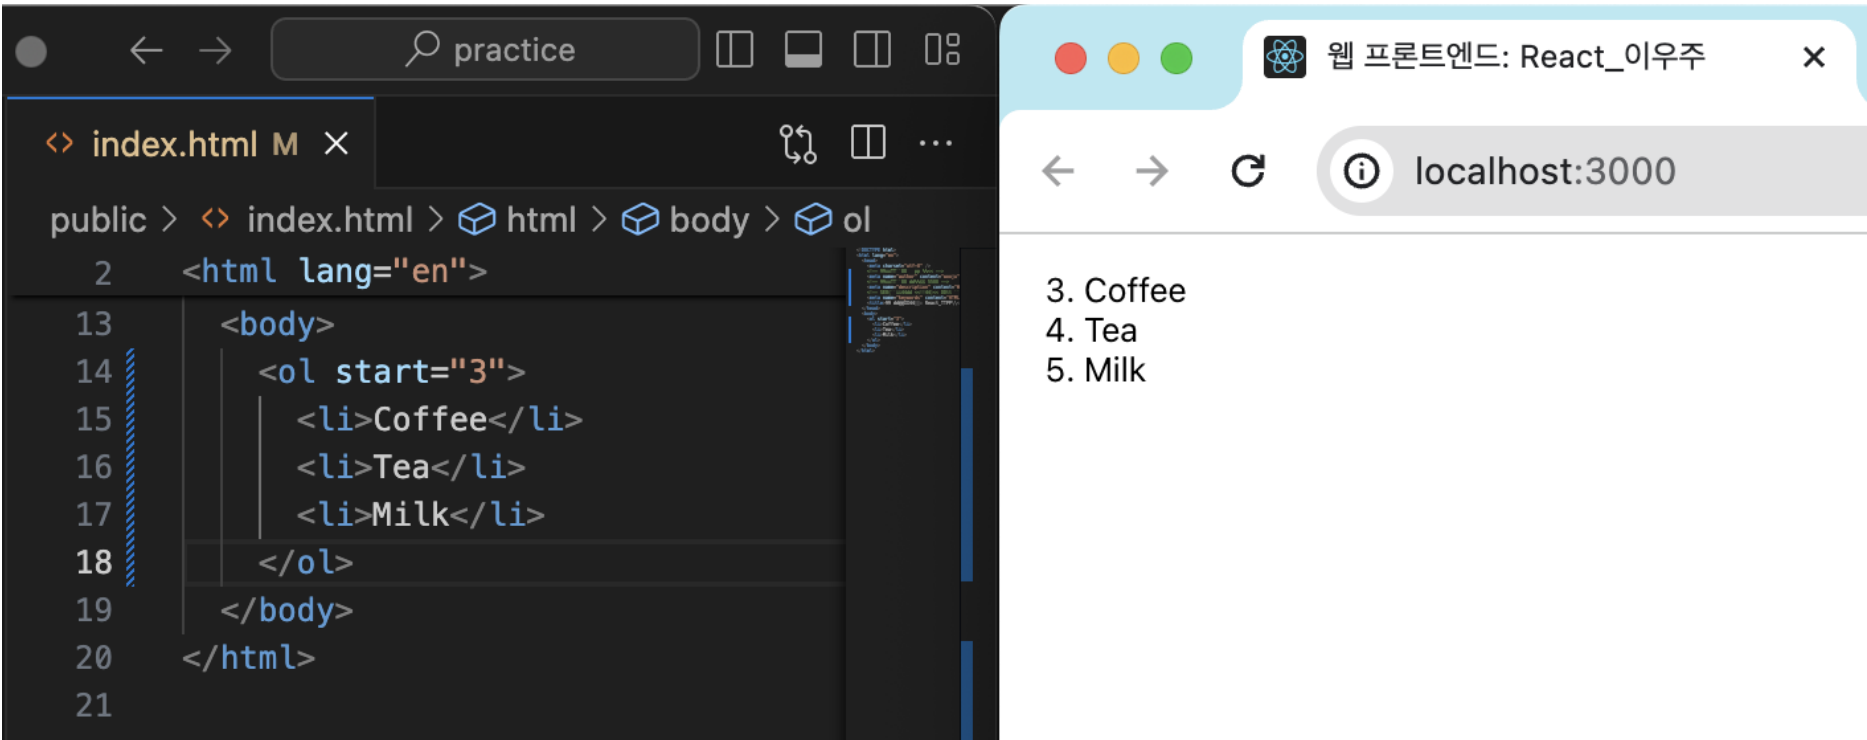 practice
index.html M
public > index.html > html > body > ol
2 <html lang="en">
13 <body>
14 <ol start="3">
15 <li>Coffee</li>
16 <li>Tea</li>
17 <li>Milk</li>
18 </ol>
19 </body>
20 </html>
21
웹 프론트엔드: React_이우주
localhost:3000
3. Coffee
4. Tea
5. Milk